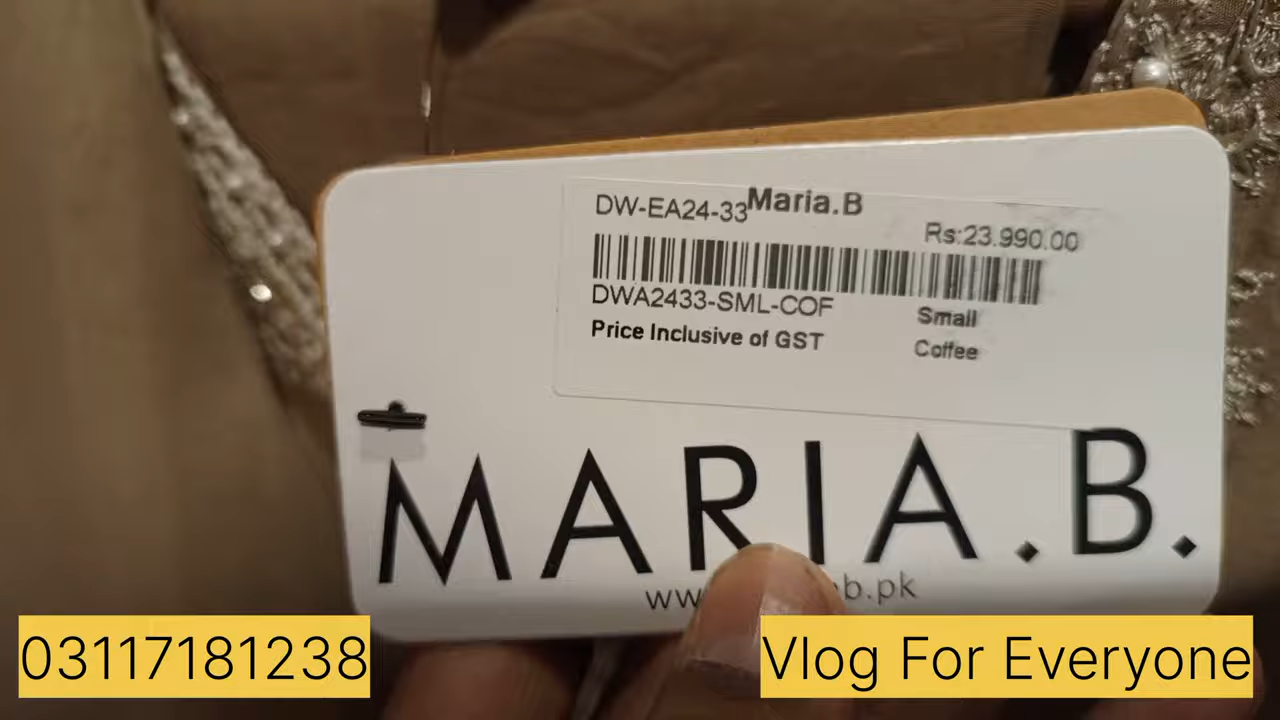 DW-EA24-33 Maria.B
Rs:23.990.00
DWA2433-SML-COF
Small
Price Inclusive of GST
Coffee
MARIA.B.
b.pk
03117181238
Vlog For Everyone